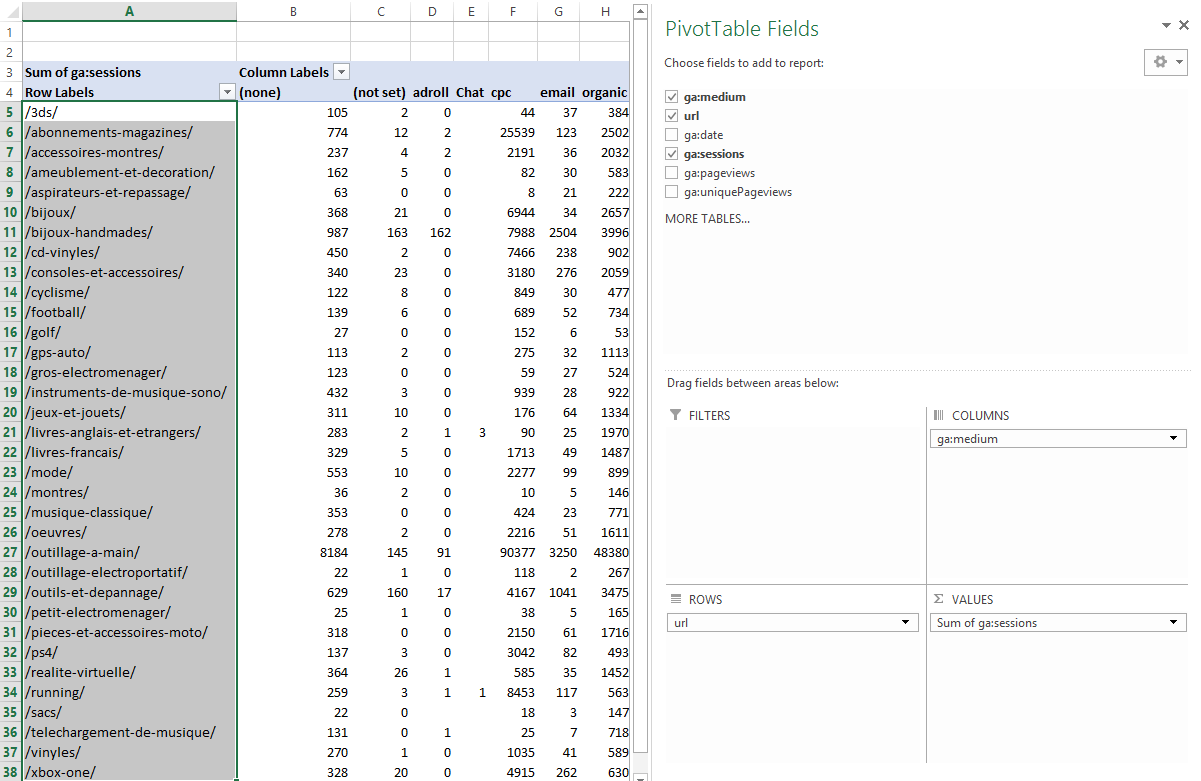 A B C D E F G H
1
2
3 Sum of ga:sessions Column Labels
4 Row Labels (none) (not set) adroll Chat cpc email organic
5 /3ds/ 105 2 0 44 37 384
6 /abonnements-magazines/ 774 12 2 25539 123 2502
7 /accessoires-montres/ 237 4 2 2191 36 2032
8 /ameublement-et-decoration/ 162 5 0 82 30 583
9 /aspirateurs-et-repassage/ 63 0 0 8 21 222
10 /bijoux/ 368 21 0 6944 34 2657
11 /bijoux-handmades/ 987 163 162 7988 2504 3996
12 /cd-vinyles/ 450 2 0 7466 238 902
13 /consoles-et-accessoires/ 340 23 0 3180 276 2059
14 /cyclisme/ 122 8 0 849 30 477
15 /football/ 139 6 0 689 52 734
16 /golf/ 27 0 0 152 6 53
17 /gps-auto/ 113 2 0 275 32 1113
18 /gros-electromenager/ 123 0 0 59 27 524
19 /instruments-de-musique-sono/ 432 3 0 939 28 922
20 /jeux-et-jouets/ 311 10 0 176 64 1334
21 /livres-anglais-et-etrangers/ 283 2 1 3 90 25 1970
22 /livres-francais/ 329 5 0 1713 49 1487
23 /mode/ 553 10 0 2277 99 899
24 /montres/ 36 2 0 10 5 146
25 /musique-classique/ 353 0 0 424 23 771
26 /oeuvres/ 278 2 0 2216 51 1611
27 /outillage-a-main/ 8184 145 91 90377 3250 48380
28 /outillage-electroportatif/ 22 1 0 118 2 267
29 /outils-et-depannage/ 629 160 17 4167 1041 3475
30 /petit-electromenager/ 25 1 0 38 5 165
31 /pieces-et-accessoires-moto/ 318 0 0 2150 61 1716
32 /ps4/ 137 3 0 3042 82 493
33 /realite-virtuelle/ 364 26 1 585 35 1452
34 /running/ 259 3 1 1 8453 117 563
35 /sacs/ 22 0 18 3 147
36 /telechargement-de-musique/ 131 0 1 25 7 718
37 /vinyles/ 270 1 0 1035 41 589
38 /xbox-one/ 328 20 0 4915 262 630
PivotTable Fields
Choose fields to add to report:
ga:medium
url
ga:date
ga:sessions
ga:pageviews
ga:uniquePageviews
MORE TABLES...
Drag fields between areas below:
FILTERS
COLUMNS
ga:medium
ROWS
url
VALUES
Sum of ga:sessions